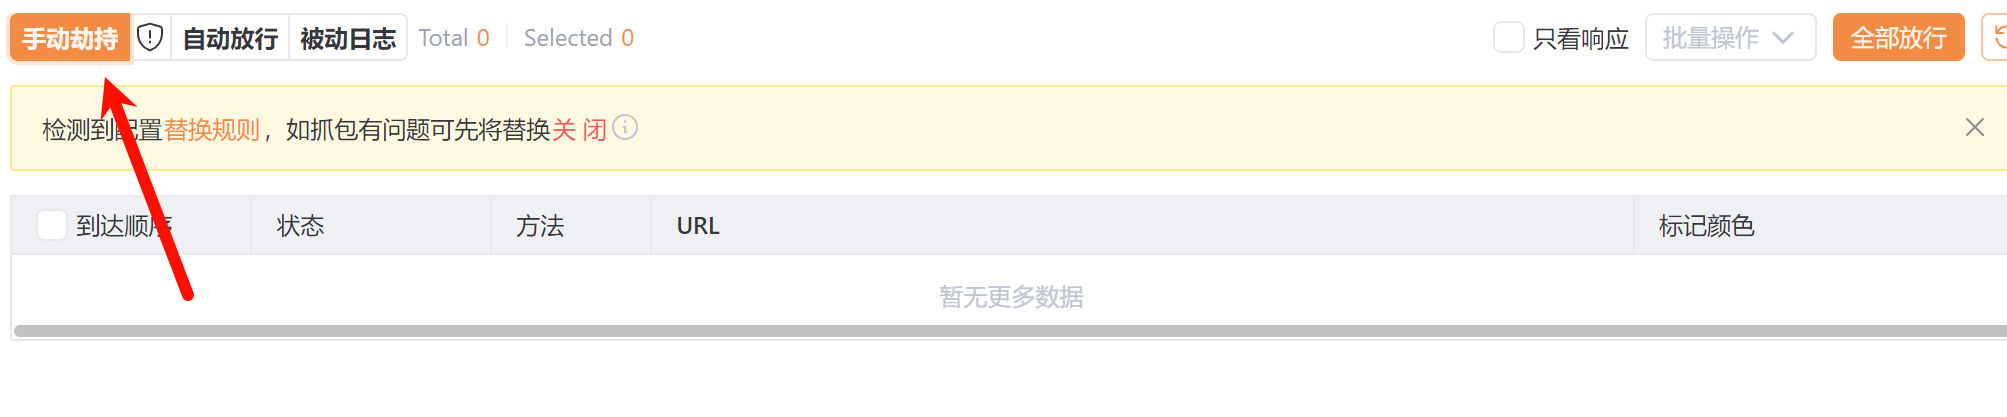 手动劫持 自动放行 被动日志 Total 0 Selected 0 只看响应 批量操作 全部放行
检测到配置替换规则，如抓包有问题可先将替换关 闭
到达顺序 状态 方法 URL 标记颜色
暂无更多数据